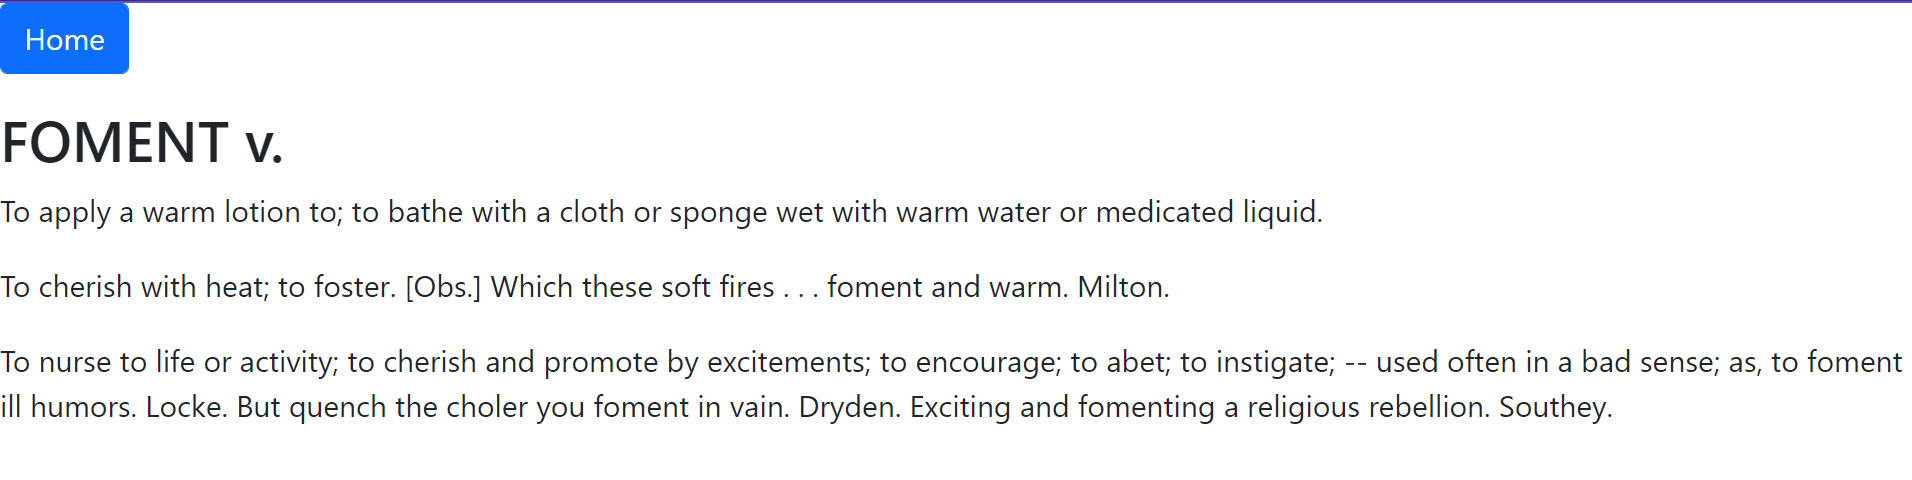 Home
FOMENT v.
To apply a warm lotion to; to bathe with a cloth or sponge wet with warm water or medicated liquid.
To cherish with heat; to foster. [Obs.] Which these soft fires . . . foment and warm. Milton.
To nurse to life or activity; to cherish and promote by excitements; to encourage; to abet; to instigate; -- used often in a bad sense; as, to foment
ill humors. Locke. But quench the choler you foment in vain. Dryden. Exciting and fomenting a religious rebellion. Southey.